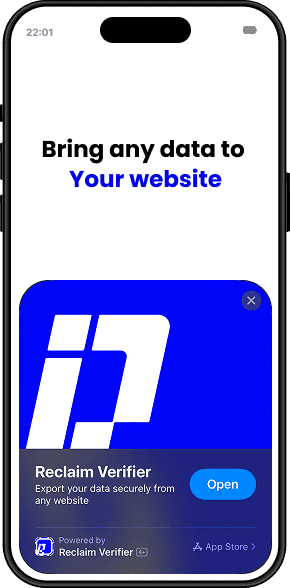 22:01
Bring any data to
Your website
Reclaim Verifier
Export your data securely from
any website
Open
Powered by
Reclaim Verifier 4+
App Store